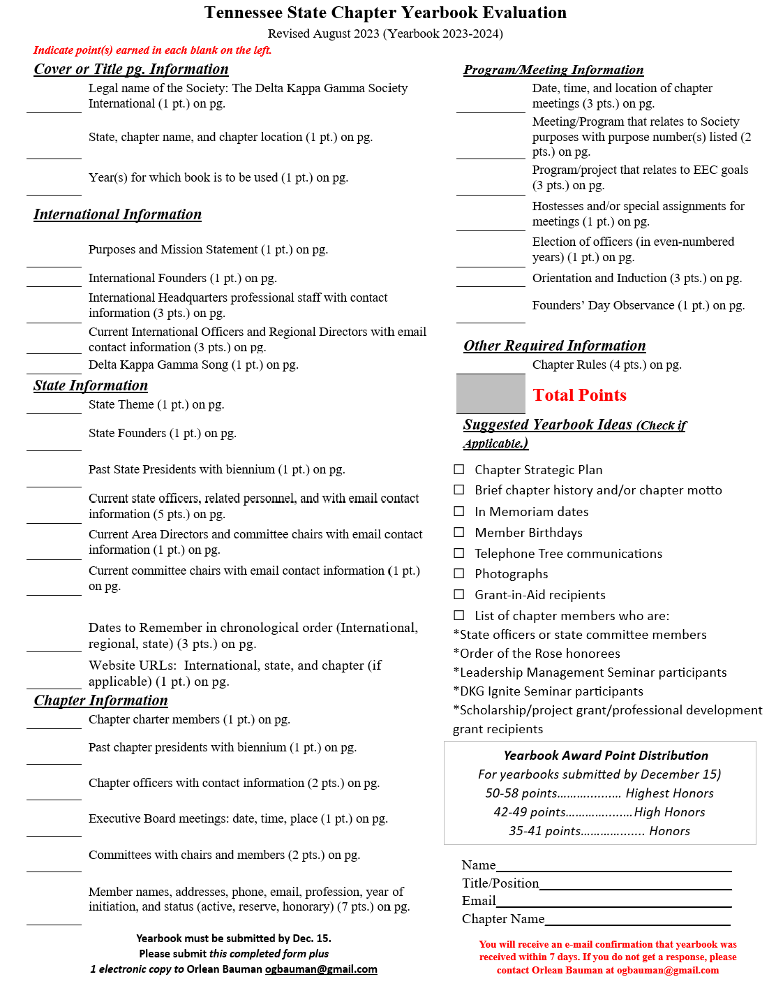 Tennessee State Chapter Yearbook Evaluation
Revised August 2023 (Yearbook 2023-2024)
Indicate point(s) earned in each blank on the left.
Cover or Title pg. Information
Legal name of the Society: The Delta Kappa Gamma Society
International (1 pt.) on pg.
State, chapter name, and chapter location (1 pt.) on pg.
Year(s) for which book is to be used (1 pt.) on pg.
International Information
Purposes and Mission Statement (1 pt.) on pg.
International Founders (1 pt.) on pg.
International Headquarters professional staff with contact
information (3 pts.) on pg.
Current International Officers and Regional Directors with email
contact information (3 pts.) on pg.
Delta Kappa Gamma Song (1 pt.) on pg.
State Information
State Theme (1 pt.) on pg.
State Founders (1 pt.) on pg.
Past State Presidents with biennium (1 pt.) on pg.
Current state officers, related personnel, and with email contact
information (5 pts.) on pg.
Current Area Directors and committee chairs with email contact
information (1 pt.) on pg.
Current committee chairs with email contact information (1 pt.)
on pg.
Dates to Remember in chronological order (International,
regional, state) (3 pts.) on pg.
Website URLs:  International, state, and chapter (if
applicable) (1 pt.) on pg.
Chapter Information
Chapter charter members (1 pt.) on pg.
Past chapter presidents with biennium (1 pt.) on pg.
Chapter officers with contact information (2 pts.) on pg.
Executive Board meetings: date, time, place (1 pt.) on pg.
Committees with chairs and members (2 pts.) on pg.
Member names, addresses, phone, email, profession, year of
initiation, and status (active, reserve, honorary) (7 pts.) on pg.
Yearbook must be submitted by Dec. 15.
Please submit this completed form plus
1 electronic copy to Orlean Bauman ogbauman@gmail.com
Program/Meeting Information
Date, time, and location of chapter
meetings (3 pts.) on pg.
Meeting/Program that relates to Society
purposes with purpose number(s) listed (2
pts.) on pg.
Program/project that relates to EEC goals
(3 pts.) on pg.
Hostesses and/or special assignments for
meetings (1 pt.) on pg.
Election of officers (in even-numbered
years) (1 pt.) on pg.
Orientation and Induction (3 pts.) on pg.
Founders’ Day Observance (1 pt.) on pg.
Other Required Information
Chapter Rules (4 pts.) on pg.
Total Points
Suggested Yearbook Ideas (Check if
Applicable.)
☐ Chapter Strategic Plan
☐ Brief chapter history and/or chapter motto
☐ In Memoriam dates
☐ Member Birthdays
☐ Telephone Tree communications
☐ Photographs
☐ Grant-in-Aid recipients
☐ List of chapter members who are:
*State officers or state committee members
*Order of the Rose honorees
*Leadership Management Seminar participants
*DKG Ignite Seminar participants
*Scholarship/project grant/professional development
grant recipients
Yearbook Award Point Distribution
For yearbooks submitted by December 15)
50-58 points................... Highest Honors
42-49 points....................High Honors
35-41 points................... Honors
Name
Title/Position
Email
Chapter Name
You will receive an e-mail confirmation that yearbook was
received within 7 days. If you do not get a response, please
contact Orlean Bauman at ogbauman@gmail.com